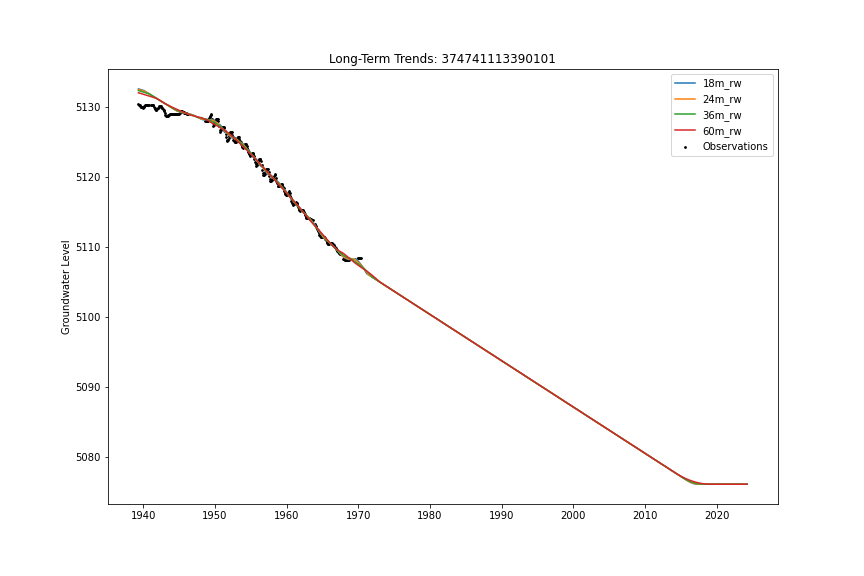 Long-Term Trends: 374741113390101
18m_rw
24m_rw
36m_rw
60m_rw
Observations
Groundwater Level
5130
5120
5110
5100
5090
5080
1940 1950 1960 1970 1980 1990 2000 2010 2020